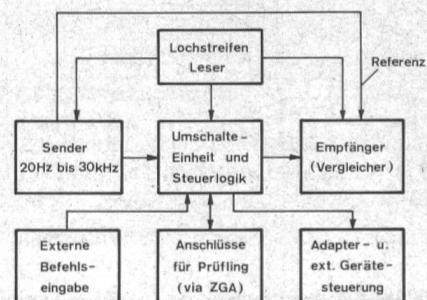 Lochstreifen
Leser
Referenz
Sender
20Hz bis 30kHz
Umschalte-
Einheit und
Steuerlogik
Empfänger
(Vergleicher)
Externe
Befehls-
eingabe
Anschlüsse
für Prüfling
(via ZGA)
Adapter- u.
ext. Geräte-
steuerung